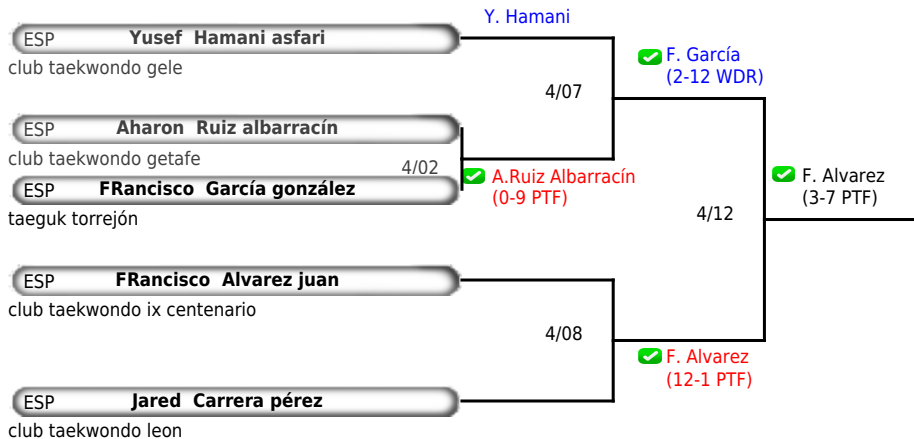 Y. Hamani
ESP Yusef Hamani asfari
club taekwondo gele
F. García
(2-12 WDR)
4/07
ESP Aharon Ruiz albarracín
club taekwondo getafe
4/02
A.Ruiz Albarracín
(0-9 PTF)
ESP FRancisco García gonzález
taeguk torrejón
F. Alvarez
(3-7 PTF)
4/12
ESP FRancisco Alvarez juan
club taekwondo ix centenario
4/08
F. Alvarez
(12-1 PTF)
ESP Jared Carrera pérez
club taekwondo leon